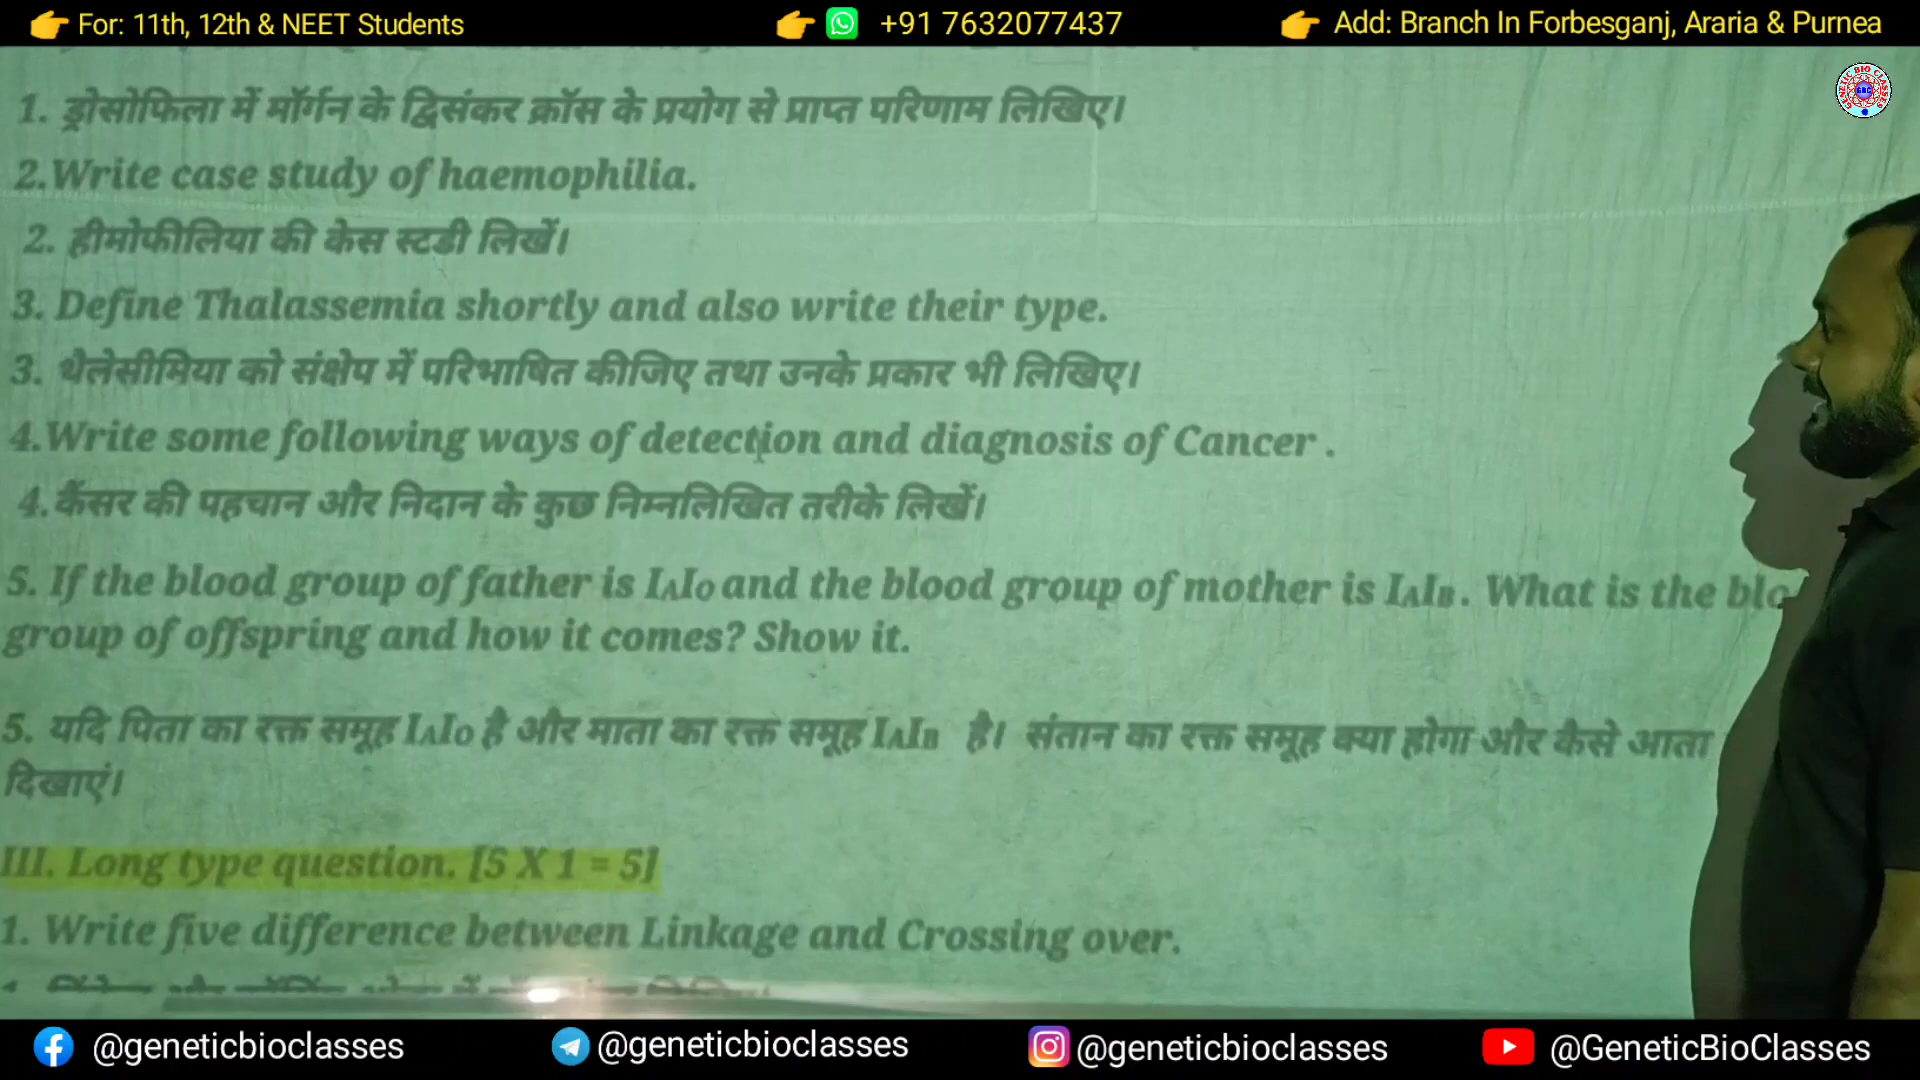 For: 11th, 12th & NEET Students
+91 7632077437
Add: Branch In Forbesganj, Araria & Purnea
GENETIC BIO CLASSES
GBC
1. ड्रोसोफिला में मॉर्गन के द्विसंकर क्रॉस के प्रयोग से प्राप्त परिणाम लिखिए।
2.Write case study of haemophilia.
2. हीमोफीलिया की केस स्टडी लिखें।
3. Define Thalassemia shortly and also write their type.
3. थैलेसीमिया को संक्षेप में परिभाषित कीजिए तथा उनके प्रकार भी लिखिए।
4.Write some following ways of detection and diagnosis of Cancer .
4.कैंसर की पहचान और निदान के कुछ निम्नलिखित तरीके लिखें।
5. If the blood group of father is IAIO and the blood group of mother is IAIB. What is the blo
group of offspring and how it comes? Show it.
5. यदि पिता का रक्त समूह IAIO है और माता का रक्त समूह IAIB है। संतान का रक्त समूह क्या होगा और कैसे आता
दिखाएं।
III. Long type question. [5 X 1 = 5]
1. Write five difference between Linkage and Crossing over.
@geneticbioclasses
@geneticbioclasses
@geneticbioclasses
@GeneticBioClasses